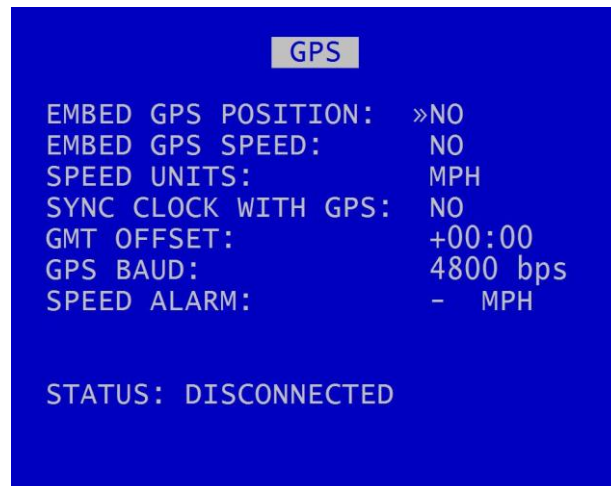 GPS
EMBED GPS POSITION: »NO
EMBED GPS SPEED: NO
SPEED UNITS: MPH
SYNC CLOCK WITH GPS: NO
GMT OFFSET: +00:00
GPS BAUD: 4800 bps
SPEED ALARM: - MPH
STATUS: DISCONNECTED